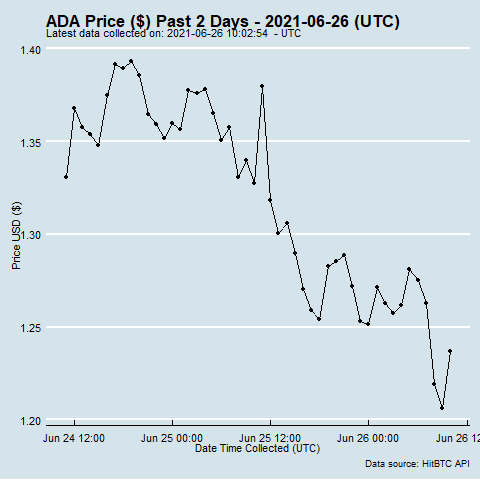 ADA Price ($) Past 2 Days - 2021-06-26 (UTC)
Latest data collected on: 2021-06-26 10:02:54 - UTC
1.40
1.35
1.30
1.25
1.20
Price USD ($)
Jun 24 12:00 Jun 25 00:00 Jun 25 12:00 Jun 26 00:00 Jun 26 12
Date Time Collected (UTC)
Data source: HitBTC API